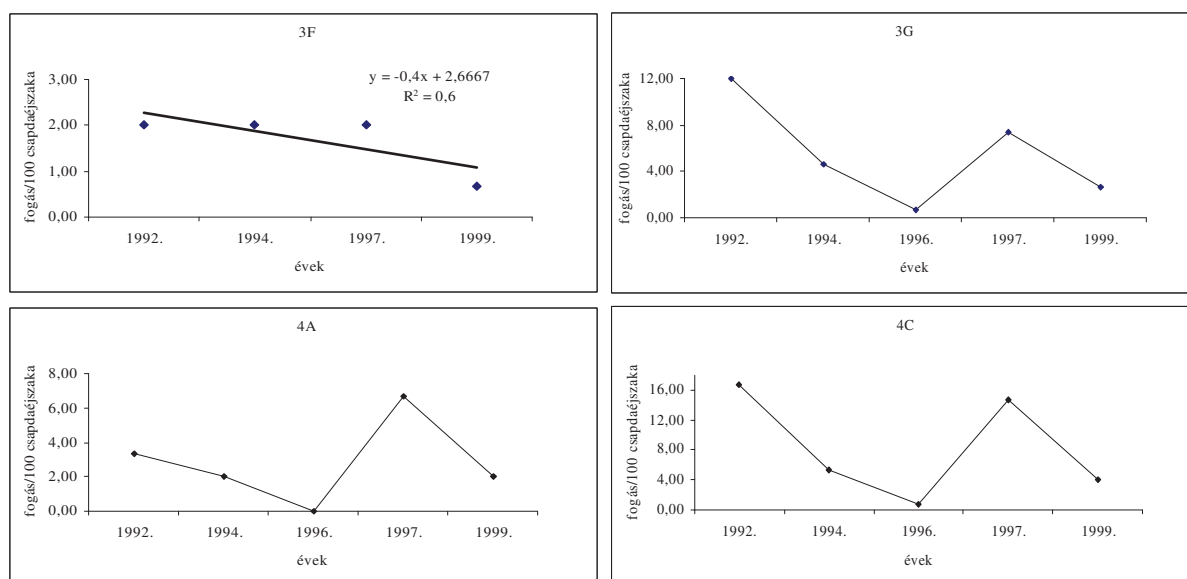 3F
y = -0,4x + 2,6667
R² = 0,6
3,00
2,00
1,00
0,00
fogás/100 csapdaéjszaka
1992. 1994. 1997. 1999.
évek
3G
12,00
8,00
4,00
0,00
fogás/100 csapdaéjszaka
1992. 1994. 1996. 1997. 1999.
évek
4A
8,00
6,00
4,00
2,00
0,00
fogás/100 csapdaéjszaka
1992. 1994. 1996. 1997. 1999.
évek
4C
16,00
12,00
8,00
4,00
0,00
fogás/100 csapdaéjszaka
1992. 1994. 1996. 1997. 1999.
évek